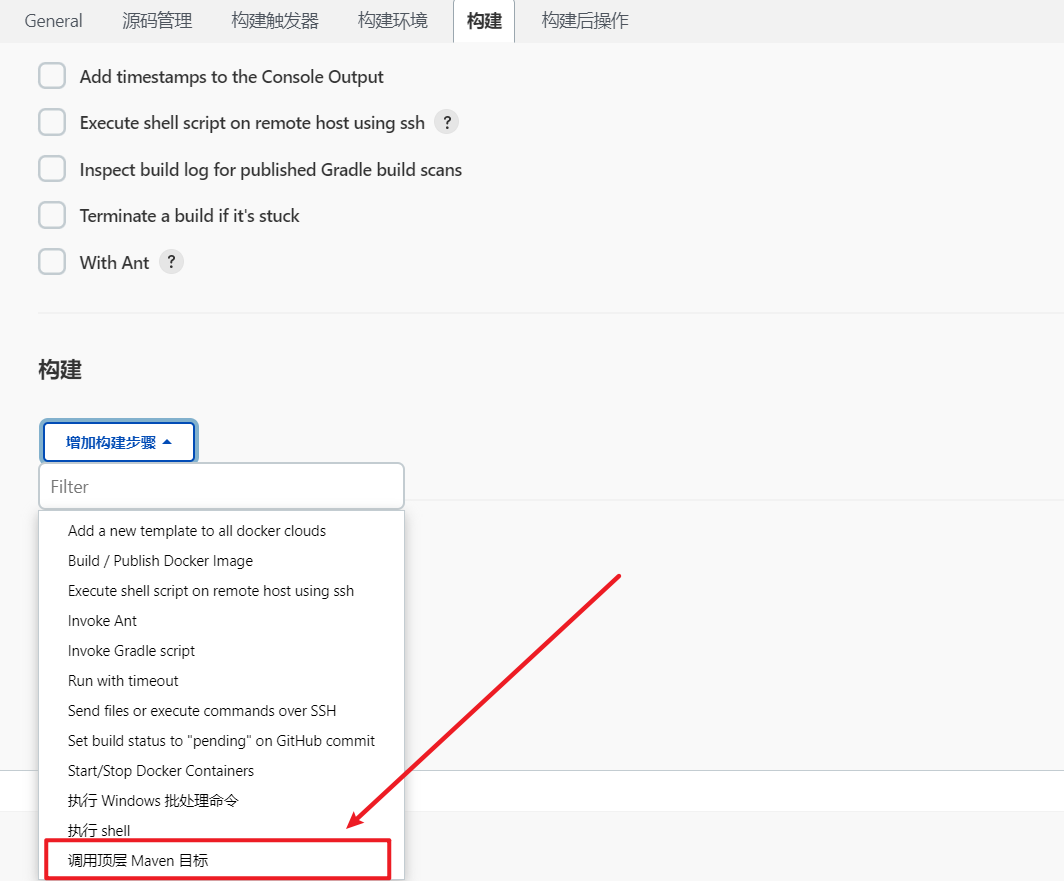 General 源码管理 构建触发器 构建环境 构建 构建后操作
Add timestamps to the Console Output
Execute shell script on remote host using ssh ?
Inspect build log for published Gradle build scans
Terminate a build if it's stuck
With Ant ?
构建
增加构建步骤
Filter
Add a new template to all docker clouds
Build / Publish Docker Image
Execute shell script on remote host using ssh
Invoke Ant
Invoke Gradle script
Run with timeout
Send files or execute commands over SSH
Set build status to "pending" on GitHub commit
Start/Stop Docker Containers
执行 Windows 批处理命令
执行 shell
调用顶层 Maven 目标